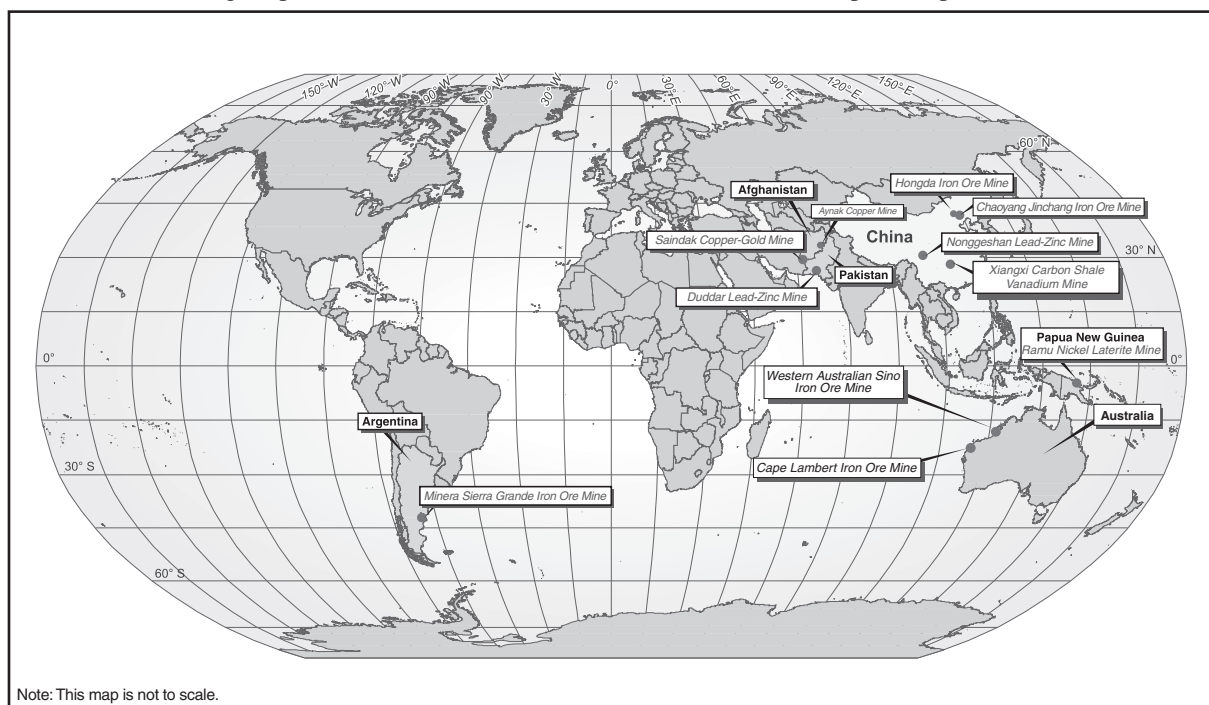 150° W
120° W
90° W
90° W
30° W
0°
30° E
60° E
90° E
120° E
150° E
60° N
Hongda Iron Ore Mine
Afghanistan
Chaoyang Jinchang Iron Ore Mine
Aynak Copper Mine
China
Saindak Copper-Gold Mine
Nonggeshan Lead-Zinc Mine
30° N
Pakistan
Xiangxi Carbon Shale
Vanadium Mine
Duddar Lead-Zinc Mine
Papua New Guinea
Ramu Nickel Laterite Mine
0°
0°
Western Australian Sino
Iron Ore Mine
Argentina
Australia
30° S
Cape Lambert Iron Ore Mine
Minera Sierra Grande Iron Ore Mine
60° S
Note: This map is not to scale.